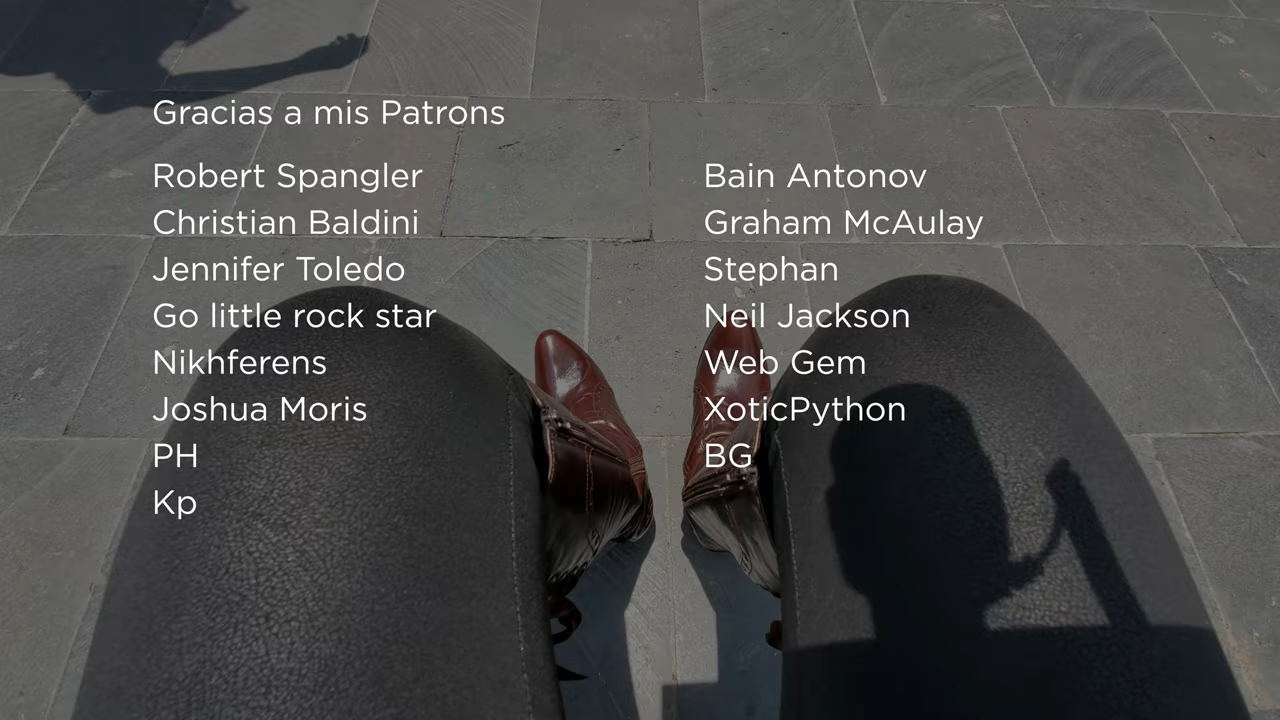 Gracias a mis Patrons
Robert Spangler
Christian Baldini
Jennifer Toledo
Go little rock star
Nikhferens
Joshua Moris
PH
Kp
Bain Antonov
Graham McAulay
Stephan
Neil Jackson
Web Gem
XoticPython
BG